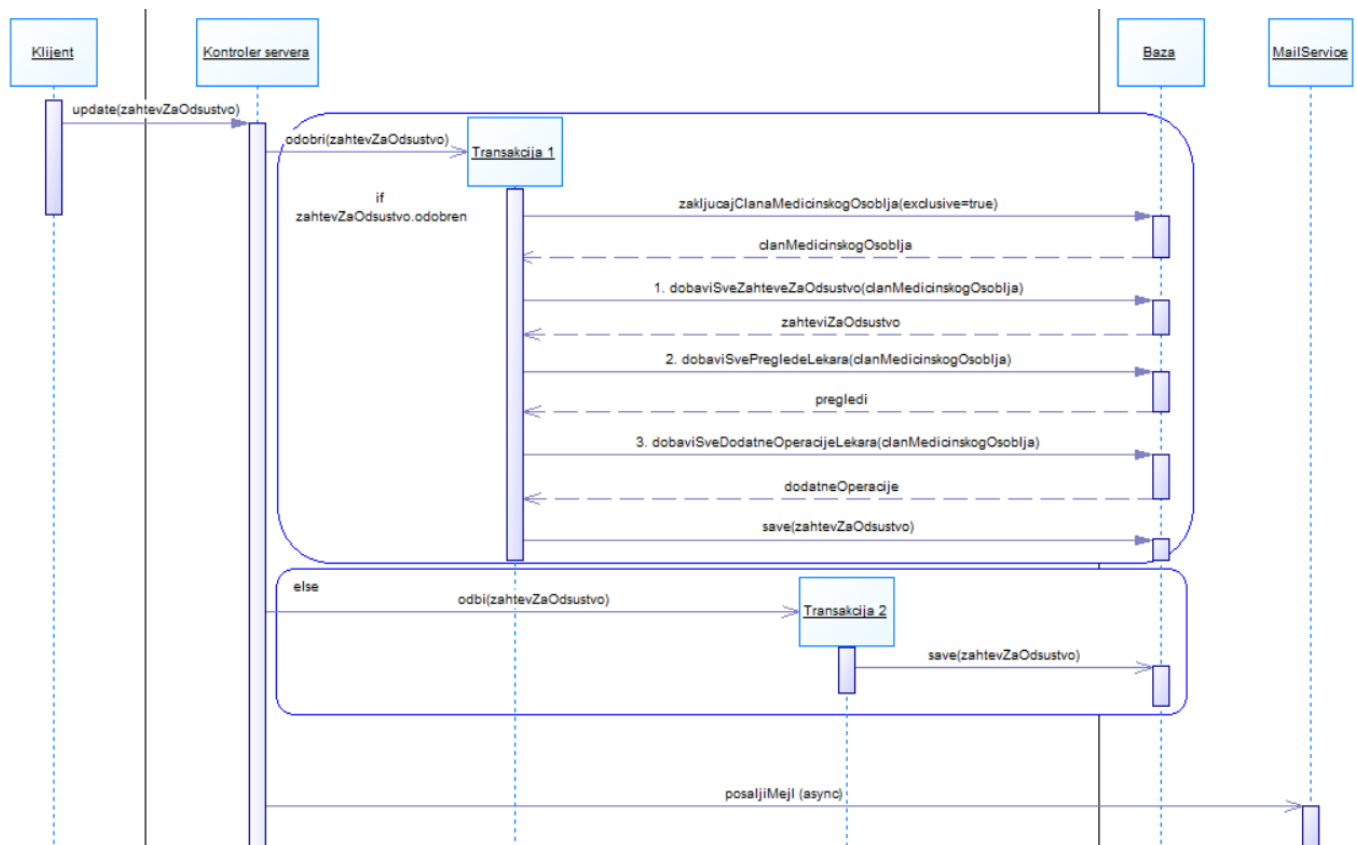 Klijent
Kontroler servera
Baza
MailService
update(zahtevZaOdsustvo)
odobri(zahtevZaOdsustvo)
Transakcija 1
if
zahtevZaOdsustvo.odobren
zakljucajClanaMedicinskogOsoblja(exclusive=true)
clanMedicinskogOsoblja
1. dobaviSveZahteveZaOdsustvo(clanMedicinskogOsoblja)
zahteviZaOdsustvo
2. dobaviSvePregledeLekara(clanMedicinskogOsoblja)
pregledi
3. dobaviSveDodatneOperacijeLekara(clanMedicinskogOsoblja)
dodatneOperacije
save(zahtevZaOdsustvo)
else
odbi(zahtevZaOdsustvo)
Transakcija 2
save(zahtevZaOdsustvo)
posaljiMejl (async)